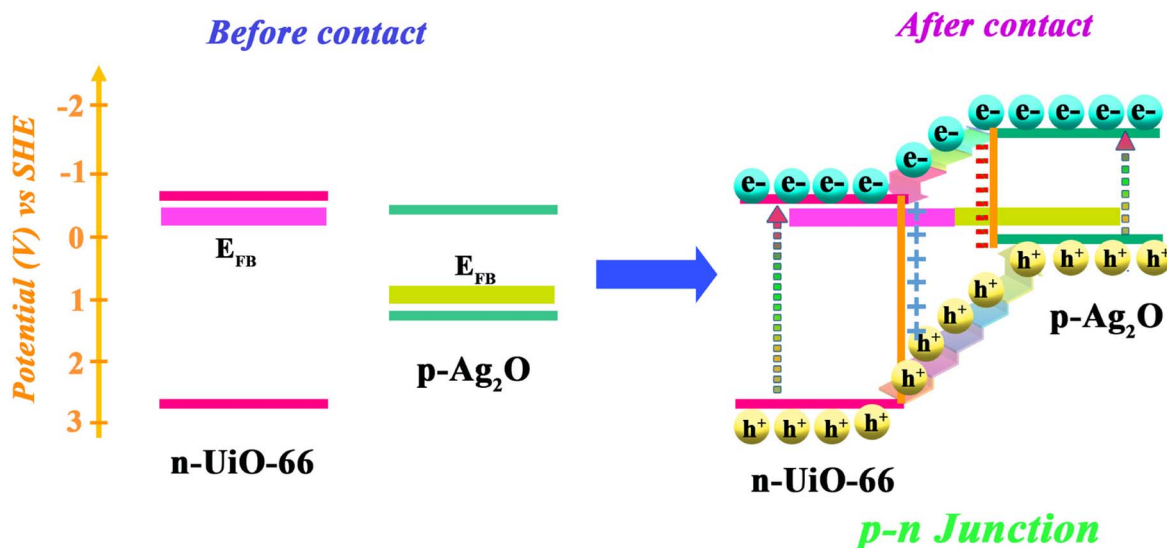 Before contact
After contact
Potential (V) vs SHE
-2
-1
0
1
2
3
E_FB
E_FB
p-Ag₂O
n-UiO-66
e- e- e- e- e-
e-
e-
e- e- e- e-
h⁺ h⁺ h⁺ h⁺
h⁺
h⁺
h⁺
h⁺
h⁺ h⁺ h⁺ h⁺
p-Ag₂O
n-UiO-66
p-n Junction